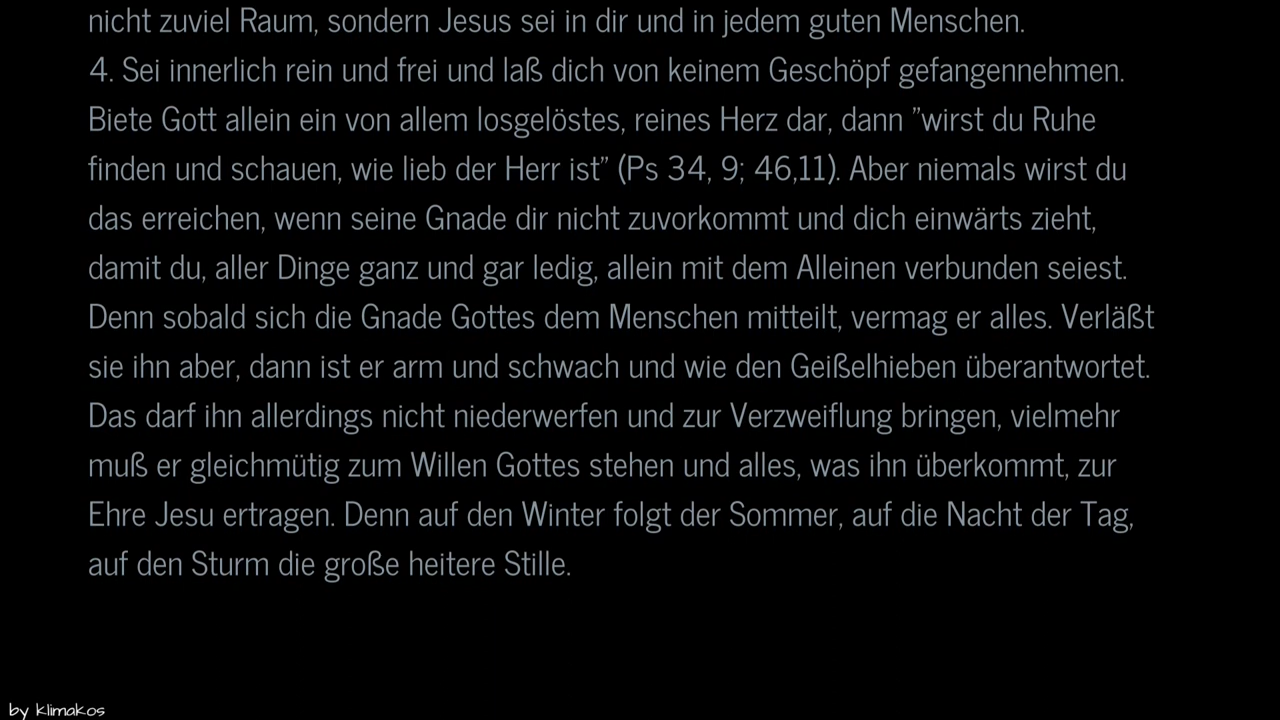 nicht zuviel Raum, sondern Jesus sei in dir und in jedem guten Menschen.
4. Sei innerlich rein und frei und laß dich von keinem Geschöpf gefangennehmen.
Biete Gott allein ein von allem losgelöstes, reines Herz dar, dann "wirst du Ruhe
finden und schauen, wie lieb der Herr ist" (Ps 34, 9; 46,11). Aber niemals wirst du
das erreichen, wenn seine Gnade dir nicht zuvorkommt und dich einwärts zieht,
damit du, aller Dinge ganz und gar ledig, allein mit dem Alleinen verbunden seiest.
Denn sobald sich die Gnade Gottes dem Menschen mitteilt, vermag er alles. Verläßt
sie ihn aber, dann ist er arm und schwach und wie den Geißelhieben überantwortet.
Das darf ihn allerdings nicht niederwerfen und zur Verzweiflung bringen, vielmehr
muß er gleichmütig zum Willen Gottes stehen und alles, was ihn überkommt, zur
Ehre Jesu ertragen. Denn auf den Winter folgt der Sommer, auf die Nacht der Tag,
auf den Sturm die große heitere Stille.
by klimakos